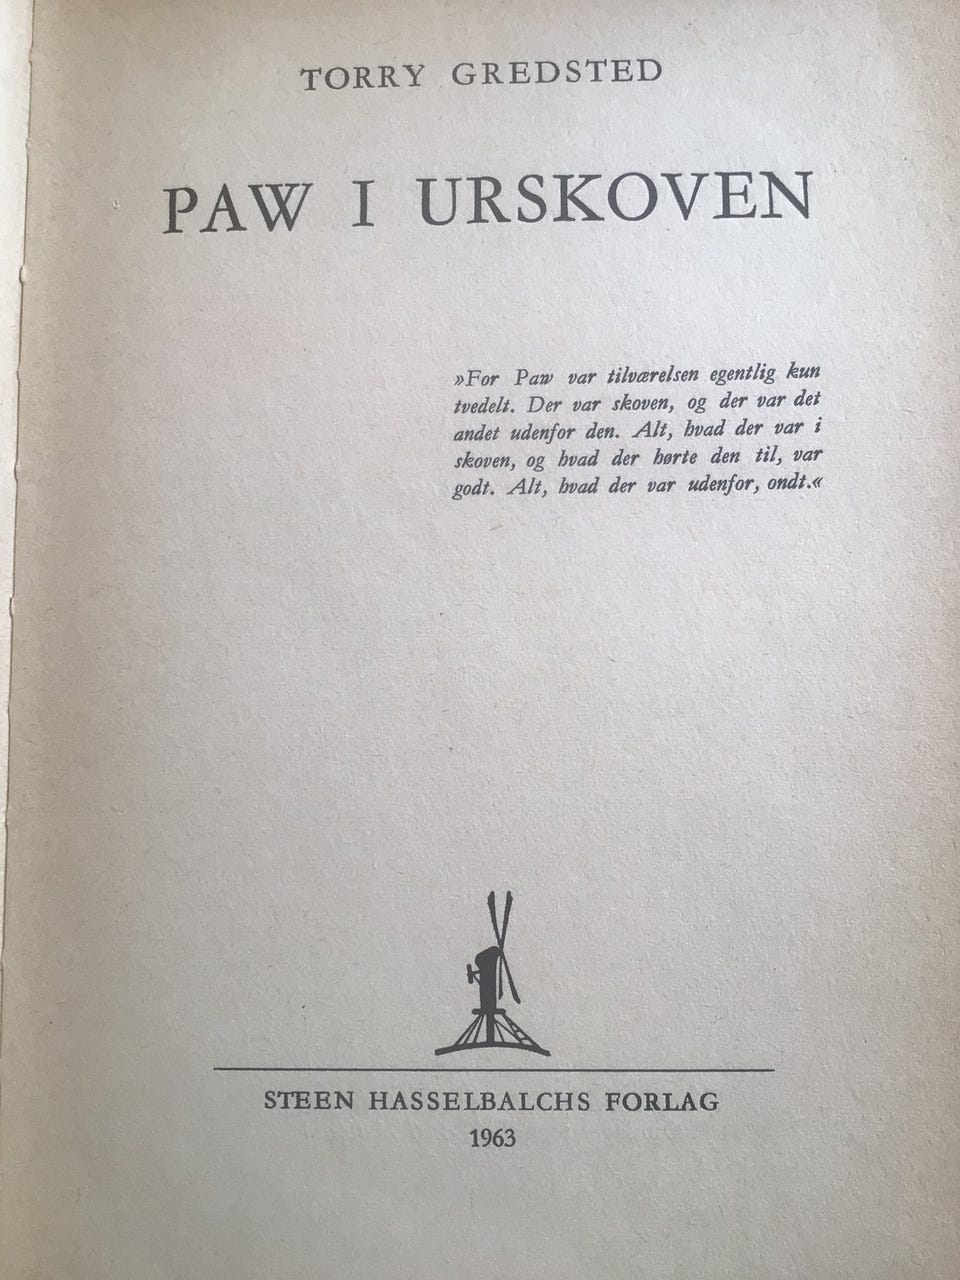 TORRY GREDSTED
PAW I URSKOVEN
»For Paw var tilværelsen egentlig kun
tvedelt. Der var skoven, og der var det
andet udenfor den. Alt, hvad der var i
skoven, og hvad der hørte den til, var
godt. Alt, hvad der var udenfor, ondt.«
STEEN HASSELBALCHS FORLAG
1963